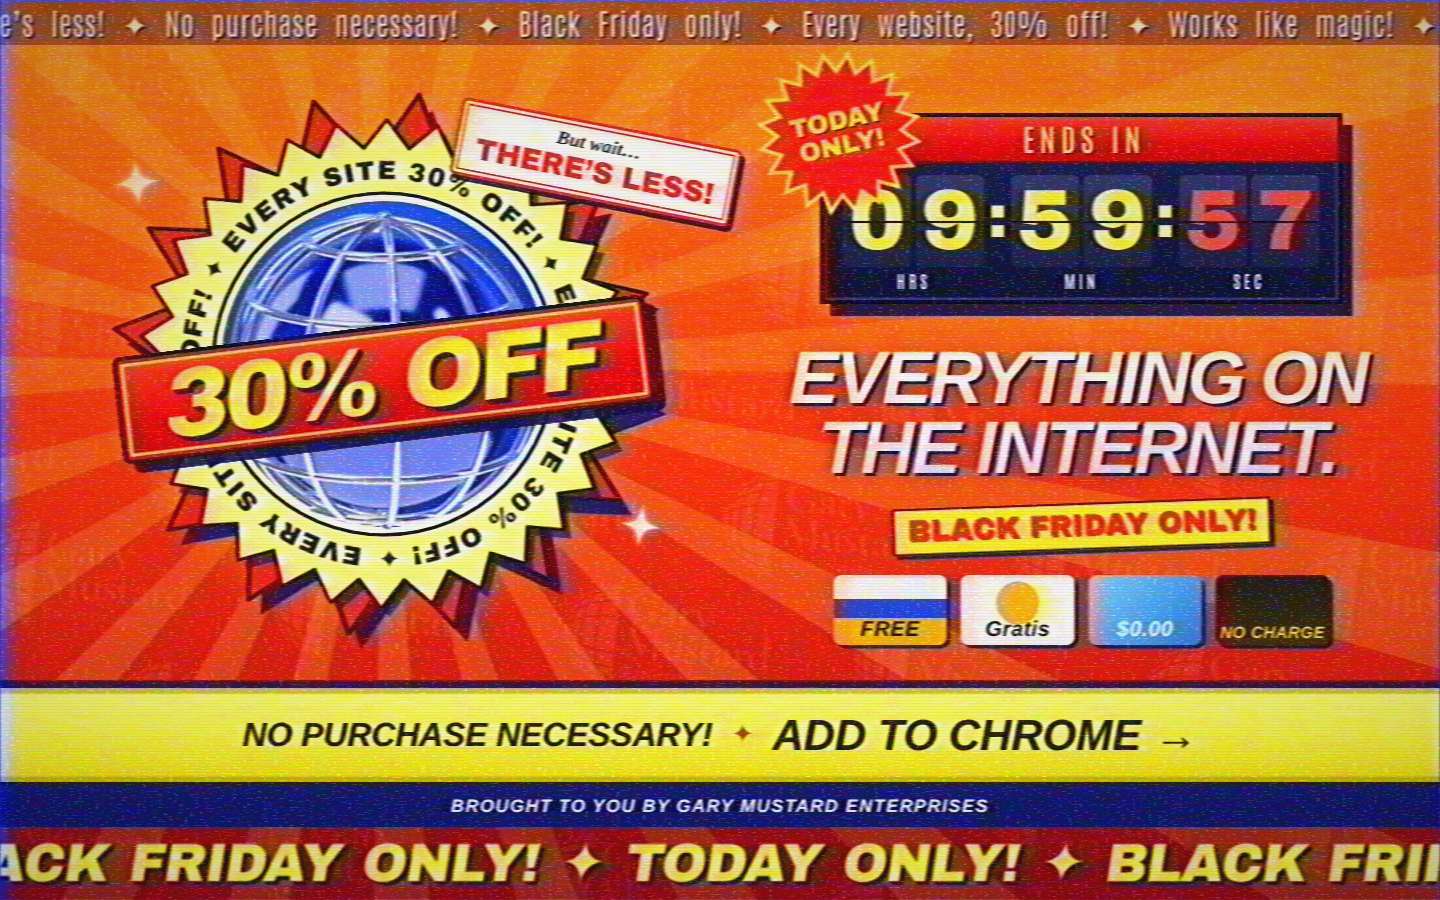 e's less! ✦ No purchase necessary! ✦ Black Friday only! ✦ Every website, 30% off! ✦ Works like magic! ✦
But wait...
THERE'S LESS!
EVERY SITE 30% OFF! ✦ E
ITE 30% OFF! ✦ EVERY SIT
OFF! ✦
30% OFF
TODAY
ONLY!
ENDS IN
09:59:57
HRS MIN SEC
EVERYTHING ON
THE INTERNET.
BLACK FRIDAY ONLY!
FREE
Gratis
$0.00
NO CHARGE
NO PURCHASE NECESSARY! ✦ ADD TO CHROME →
BROUGHT TO YOU BY GARY MUSTARD ENTERPRISES
ACK FRIDAY ONLY! ✦ TODAY ONLY! ✦ BLACK FRI